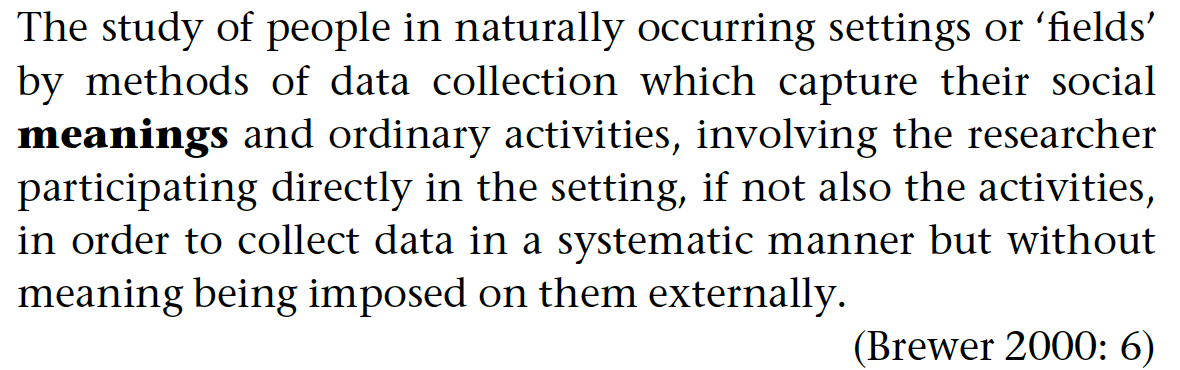 The study of people in naturally occurring settings or ‘fields’
by methods of data collection which capture their social
meanings and ordinary activities, involving the researcher
participating directly in the setting, if not also the activities,
in order to collect data in a systematic manner but without
meaning being imposed on them externally.
(Brewer 2000: 6)